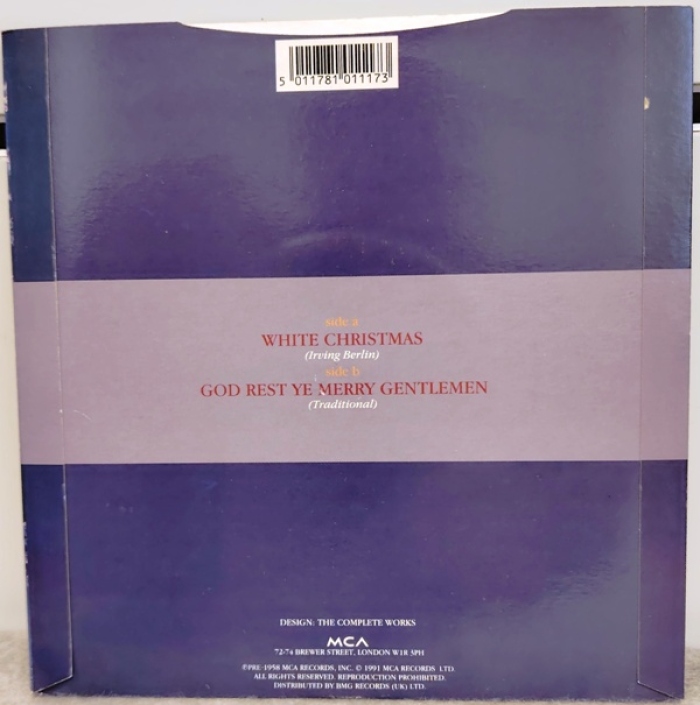 5 011781 011173
side a
WHITE CHRISTMAS
(Irving Berlin)
side b
GOD REST YE MERRY GENTLEMEN
(Traditional)
DESIGN: THE COMPLETE WORKS
MCA
72-74 BREWER STREET, LONDON W1R 3PH
℗PRE-1958 MCA RECORDS, INC. © 1991 MCA RECORDS LTD.
ALL RIGHTS RESERVED. REPRODUCTION PROHIBITED.
DISTRIBUTED BY BMG RECORDS (UK) LTD.